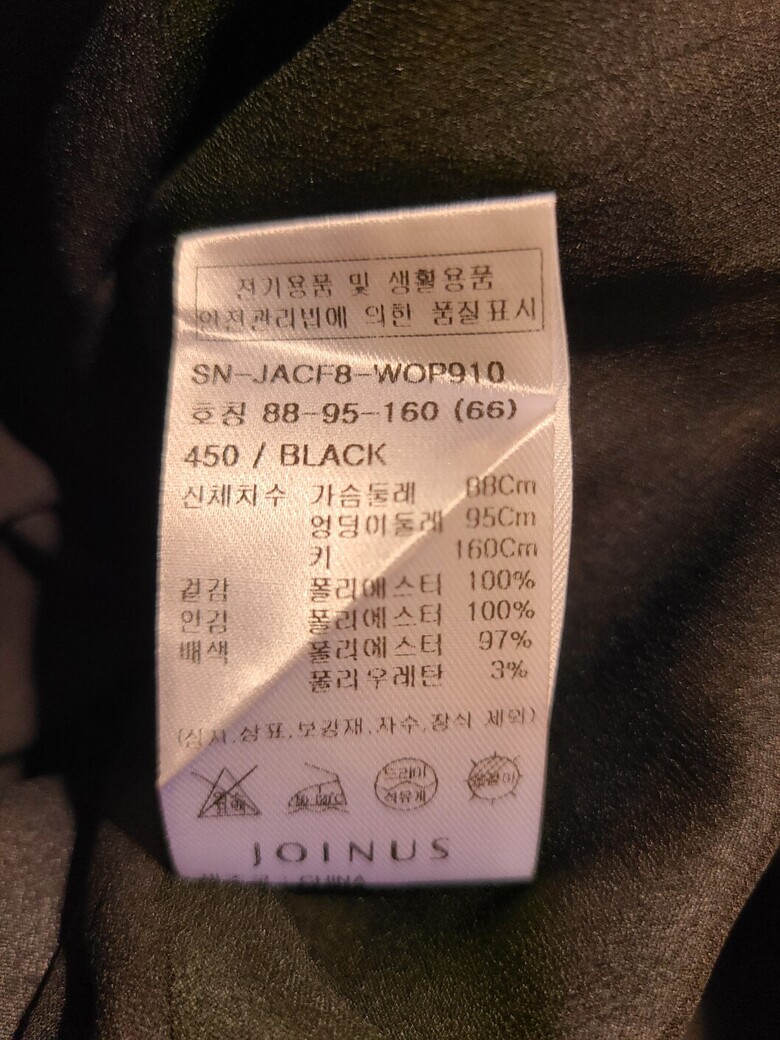 전기용품 및 생활용품
안전관리법에 의한 품질표시
SN-JACF8-WOP910
호칭 88-95-160 (66)
450 / BLACK
신체치수 가슴둘레 88Cm
엉덩이둘레 95Cm
키 160Cm
겉감 폴리에스터 100%
안감 폴리에스터 100%
배색 폴리에스터 97%
폴리우레탄 3%
(심지,상표,보강재,자수,장식 제외)
드라이
석유계
JOINUS
CHINA